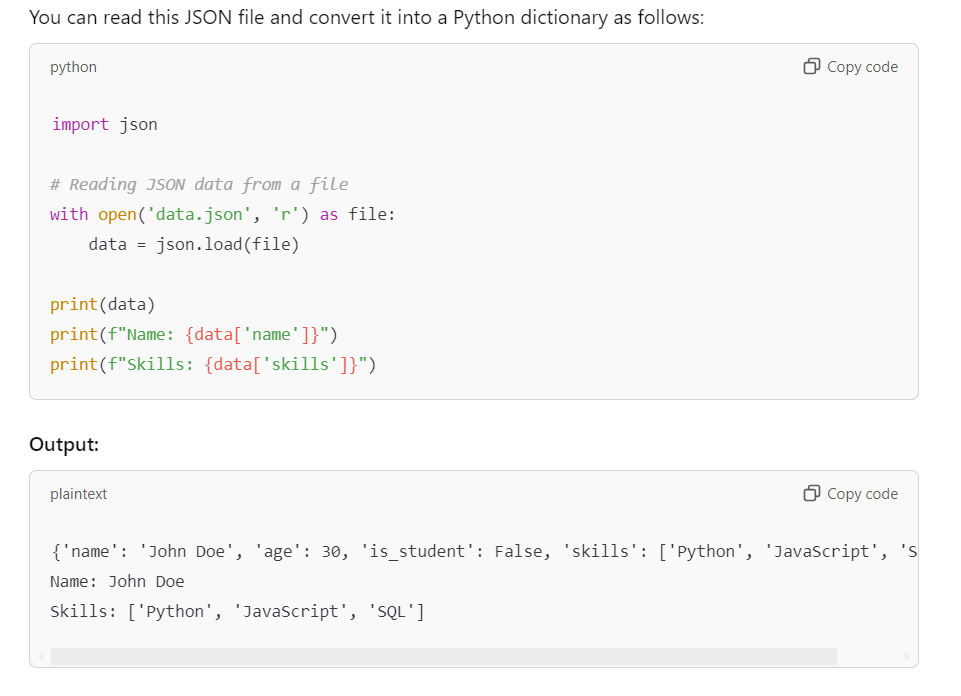 You can read this JSON file and convert it into a Python dictionary as follows:
python
Copy code
import json
# Reading JSON data from a file
with open('data.json', 'r') as file:
    data = json.load(file)
print(data)
print(f"Name: {data['name']}")
print(f"Skills: {data['skills']}")
Output:
plaintext
Copy code
{'name': 'John Doe', 'age': 30, 'is_student': False, 'skills': ['Python', 'JavaScript', 'S
Name: John Doe
Skills: ['Python', 'JavaScript', 'SQL']